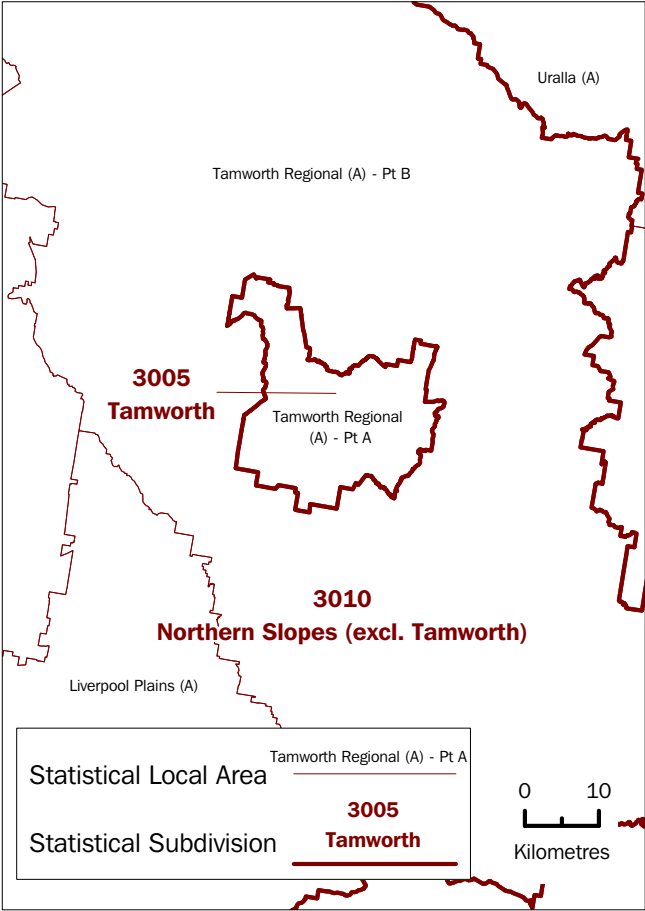 Uralla (A)
Tamworth Regional (A) - Pt B
3005
Tamworth
Tamworth Regional
(A) - Pt A
3010
Northern Slopes (excl. Tamworth)
Liverpool Plains (A)
Statistical Local Area
Tamworth Regional (A) - Pt A
Statistical Subdivision
3005
Tamworth
0 10
Kilometres